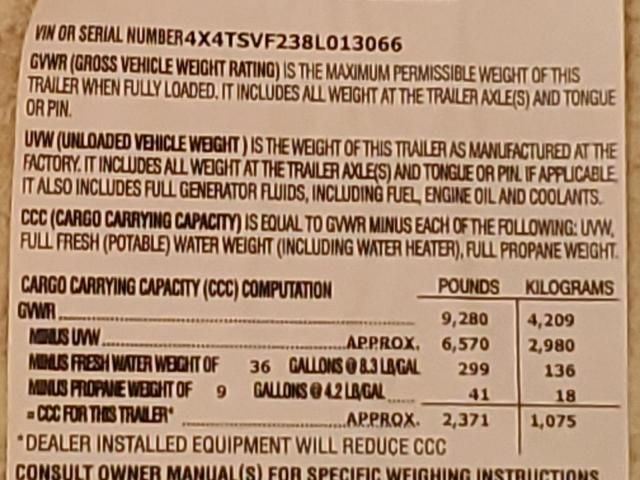 VIN OR SERIAL NUMBER4X4TSVF238L013066
GVWR (GROSS VEHICLE WEIGHT RATING) IS THE MAXIMUM PERMISSIBLE WEIGHT OF THIS
TRAILER WHEN FULLY LOADED. IT INCLUDES ALL WEIGHT AT THE TRAILER AXLE(S) AND TONGUE
OR PIN.
UVW (UNLOADED VEHICLE WEIGHT ) IS THE WEIGHT OF THIS TRAILER AS MANUFACTURED AT THE
FACTORY. IT INCLUDES ALL WEIGHT AT THE TRAILER AXLE(S) AND TONGUE OR PIN. IF APPLICABLE,
IT ALSO INCLUDES FULL GENERATOR FLUIDS, INCLUDING FUEL, ENGINE OIL AND COOLANTS.
CCC (CARGO CARRYING CAPACITY) IS EQUAL TO GVWR MINUS EACH OF THE FOLLOWING: UVW,
FULL FRESH (POTABLE) WATER WEIGHT (INCLUDING WATER HEATER), FULL PROPANE WEIGHT.
CARGO CARRYING CAPACITY (CCC) COMPUTATION POUNDS KILOGRAMS
GVWR 9,280 4,209
MINUS UVW APPROX. 6,570 2,980
MINUS FRESH WATER WEIGHT OF 36 GALLONS @ 8.3 LB/GAL 299 136
MINUS PROPANE WEIGHT OF 9 GALLONS @ 4.2 LB/GAL 41 18
= CCC FOR THIS TRAILER* APPROX. 2,371 1,075
*DEALER INSTALLED EQUIPMENT WILL REDUCE CCC
CONSULT OWNER MANUAL(S) FOR SPECIFIC WEIGHING INSTRUCTIONS